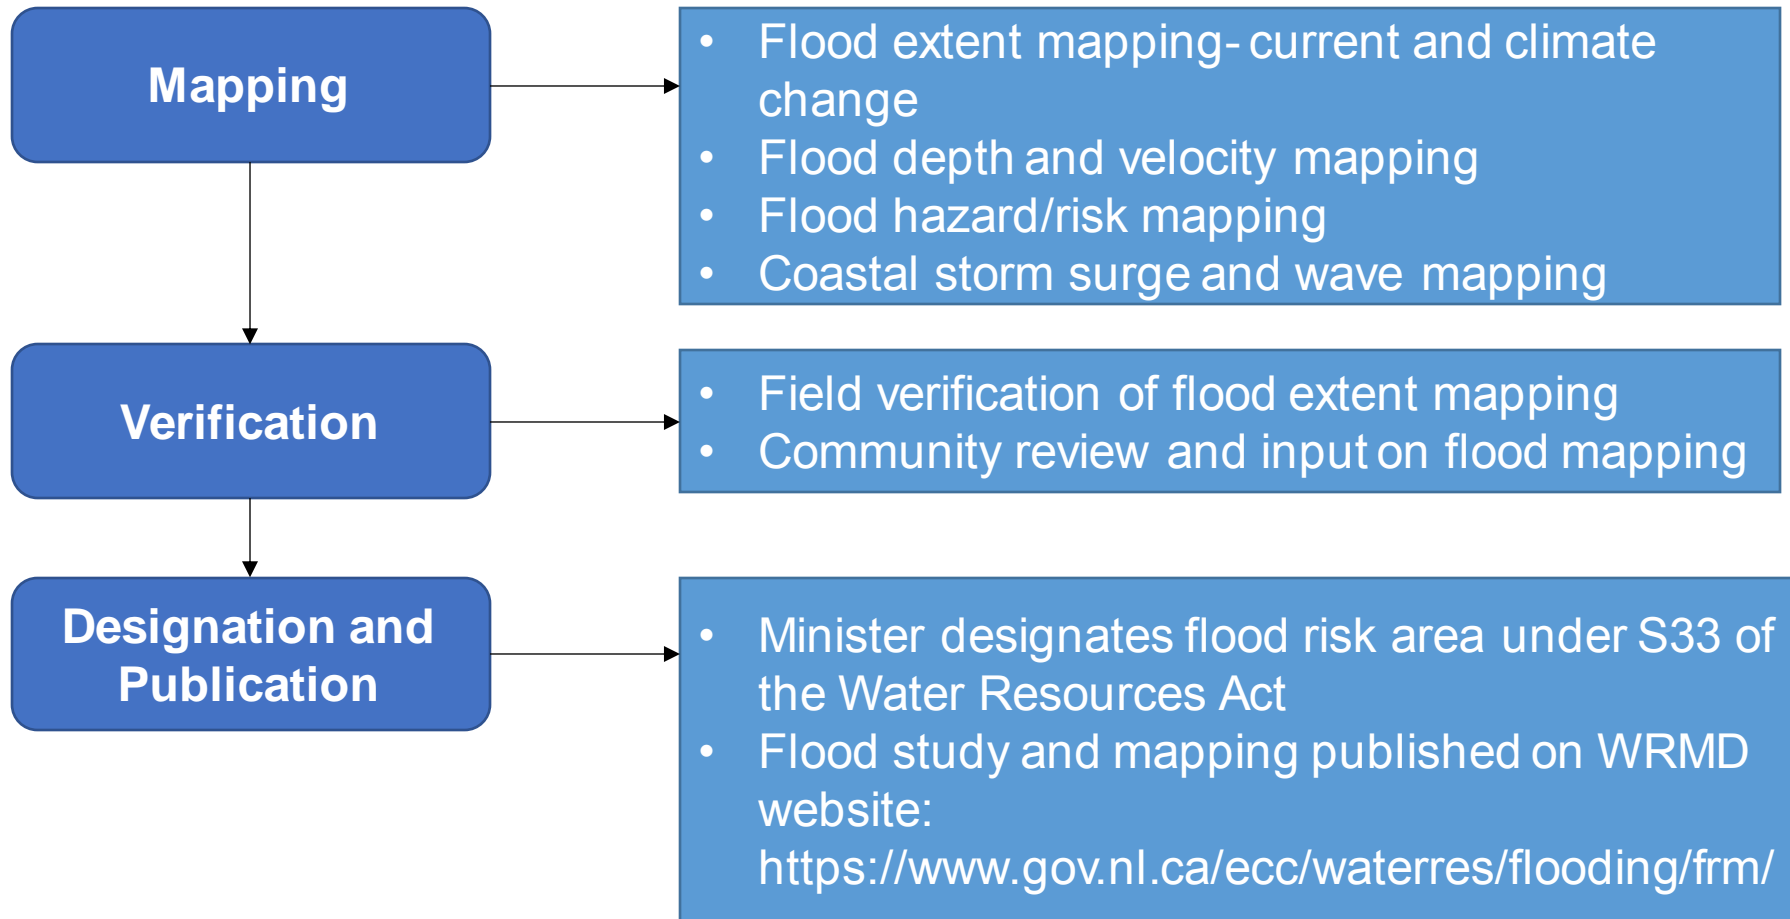 Mapping
• Flood extent mapping- current and climate
change
• Flood depth and velocity mapping
• Flood hazard/risk mapping
• Coastal storm surge and wave mapping
Verification
• Field verification of flood extent mapping
• Community review and input on flood mapping
Designation and
Publication
• Minister designates flood risk area under S33 of
the Water Resources Act
• Flood study and mapping published on WRMD
website:
https://www.gov.nl.ca/ecc/waterres/flooding/frm/